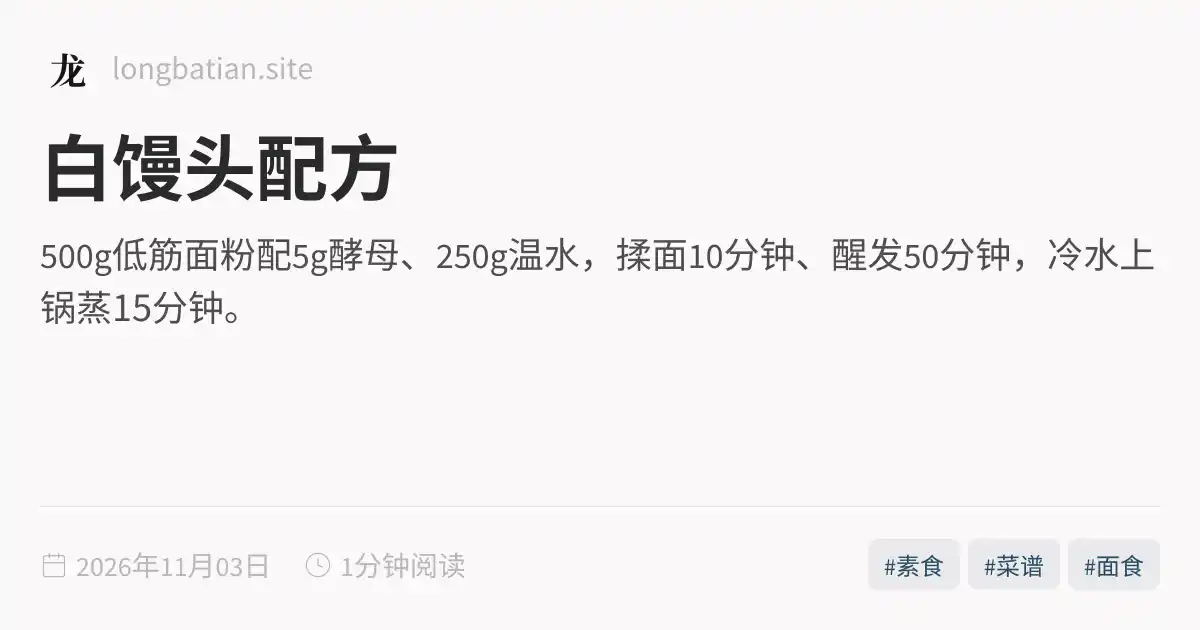 龙 longbatian.site
白馒头配方
500g低筋面粉配5g酵母、250g温水，揉面10分钟、醒发50分钟，冷水上
锅蒸15分钟。
2026年11月03日 1分钟阅读 #素食 #菜谱 #面食